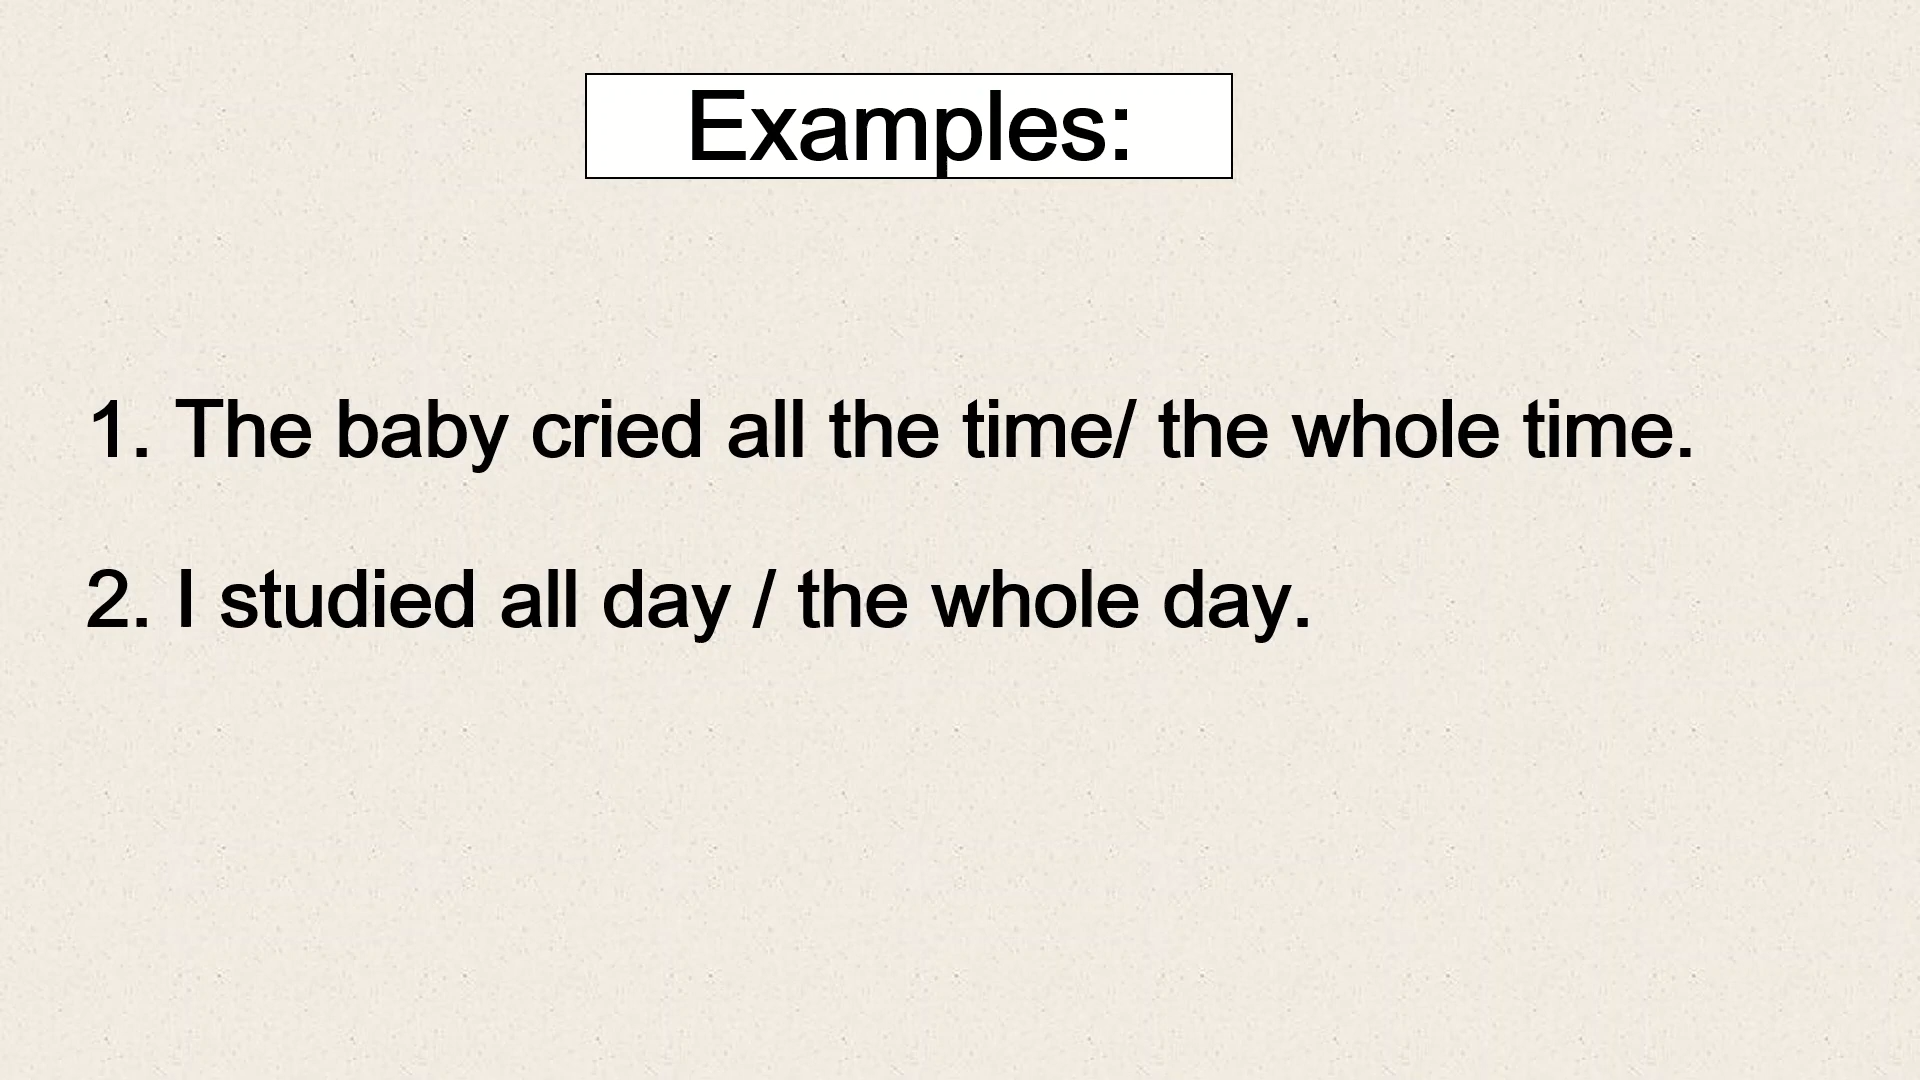 Examples:
1. The baby cried all the time/ the whole time.
2. I studied all day / the whole day.